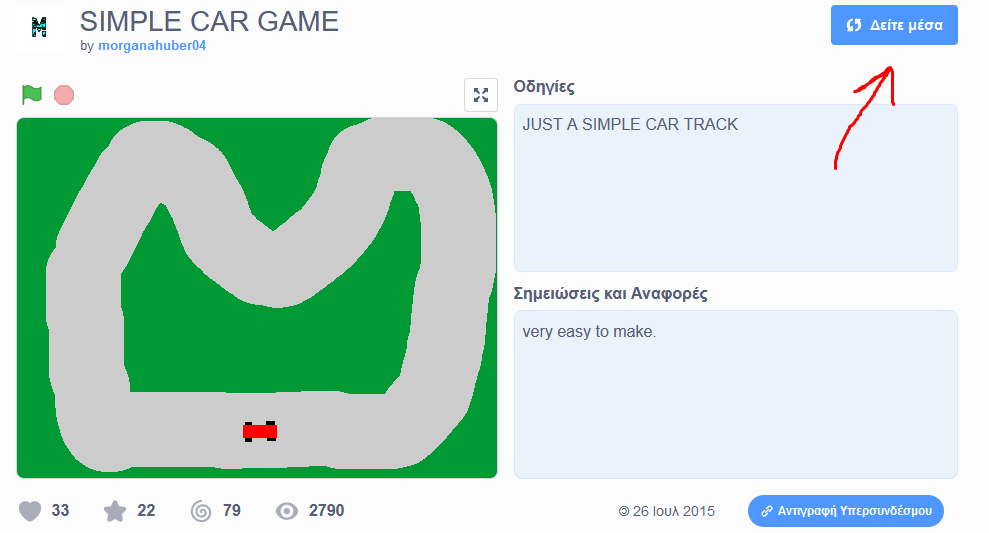 SIMPLE CAR GAME
by morganahuber04
Δείτε μέσα
Οδηγίες
JUST A SIMPLE CAR TRACK
Σημειώσεις και Αναφορές
very easy to make.
33
22
79
2790
© 26 Ιουλ 2015
Αντιγραφή Υπερσυνδέσμου